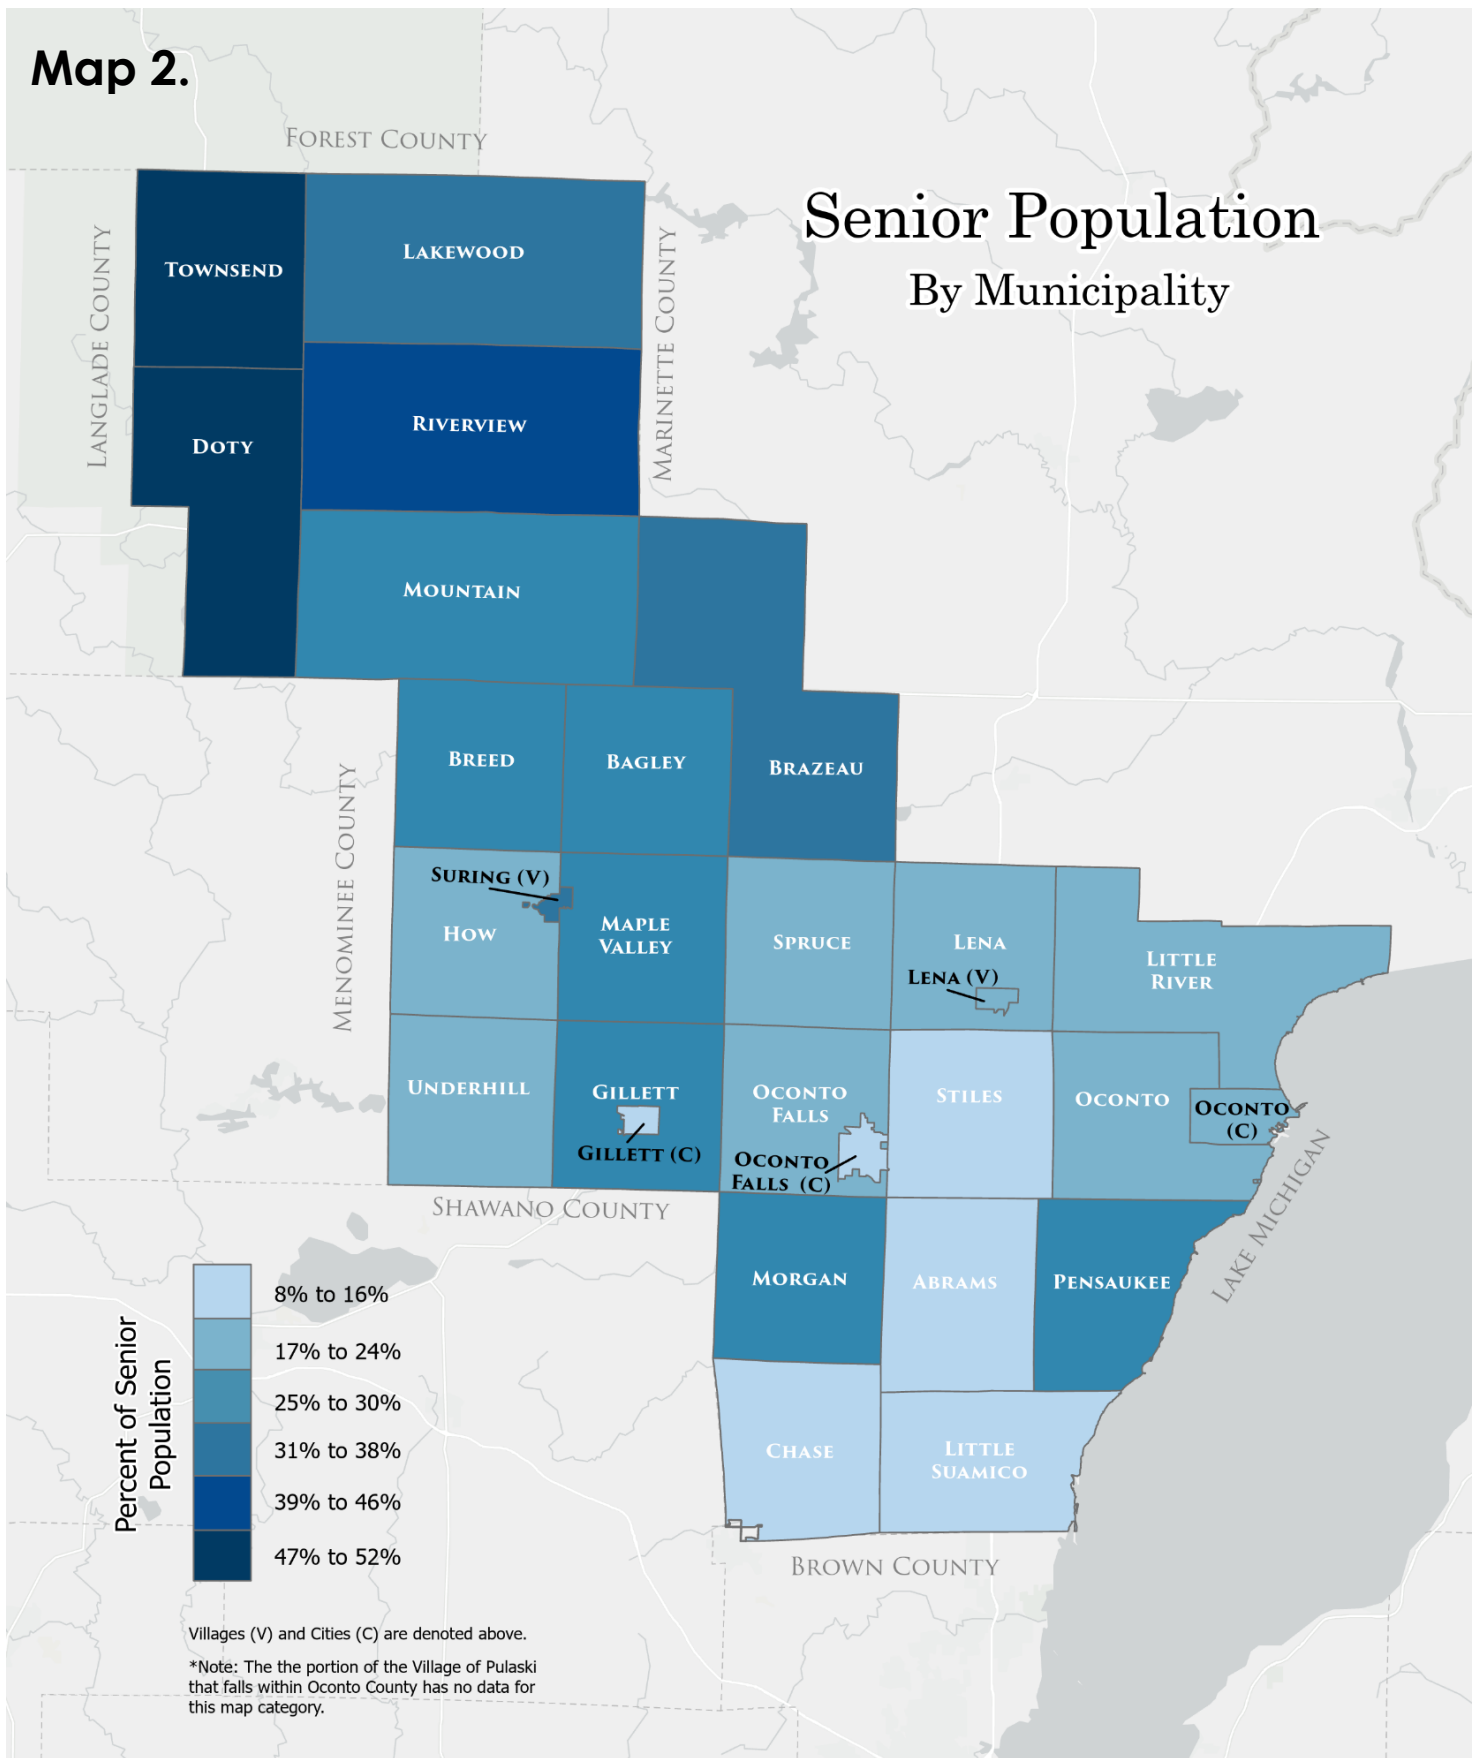 Map 2.
Forest County
Senior Population
By Municipality
Langlade County
Marinette County
Townsend
Lakewood
Riverview
Doty
Mountain
Breed
Bagley
Brazeau
Menominee County
Suring (V)
How
Maple
Valley
Spruce
Lena
Lena (V)
Little
River
Underhill
Gillett
Gillett (C)
Oconto
Falls
Oconto
Falls (C)
Stiles
Oconto
Oconto
(C)
Lake Michigan
Shawano County
Morgan
Abrams
Pensaukee
Chase
Little
Suamico
Brown County
Percent of Senior
Population
8% to 16%
17% to 24%
25% to 30%
31% to 38%
39% to 46%
47% to 52%
Villages (V) and Cities (C) are denoted above.
*Note: The the portion of the Village of Pulaski
that falls within Oconto County has no data for
this map category.